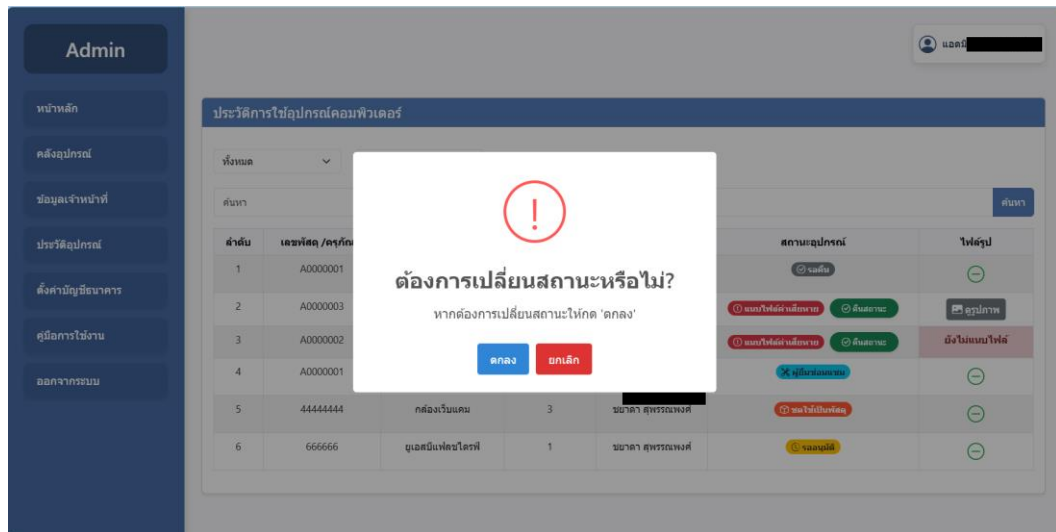 Admin
แอดมิ
หน้าหลัก
คลังอุปกรณ์
ข้อมูลเจ้าหน้าที่
ประวัติอุปกรณ์
ตั้งค่าบัญชีธนาคาร
คู่มือการใช้งาน
ออกจากระบบ
ประวัติการใช้อุปกรณ์คอมพิวเตอร์
ทั้งหมด
ค้นหา ค้นหา
ลำดับ เลขพัสดุ /ครุภัณ สถานะอุปกรณ์ ไฟล์รูป
1 A0000001 รอคืน
2 A0000003 แนบไฟล์ค่าเสียหาย คืนสถานะ ดูรูปภาพ
3 A0000002 แนบไฟล์ค่าเสียหาย คืนสถานะ ยังไม่แนบไฟล์
4 A0000001 ผู้ยืมซ่อมแซม
5 44444444 กล้องเว็บแคม 3 ชยาดา สุพรรณพงศ์ ขอใช้เป็นพัสดุ
6 666666 ยูเอสบีแฟลชไดรฟ์ 1 ชยาดา สุพรรณพงศ์ รออนุมัติ
ต้องการเปลี่ยนสถานะหรือไม่?
หากต้องการเปลี่ยนสถานะให้กด 'ตกลง'
ตกลง ยกเลิก